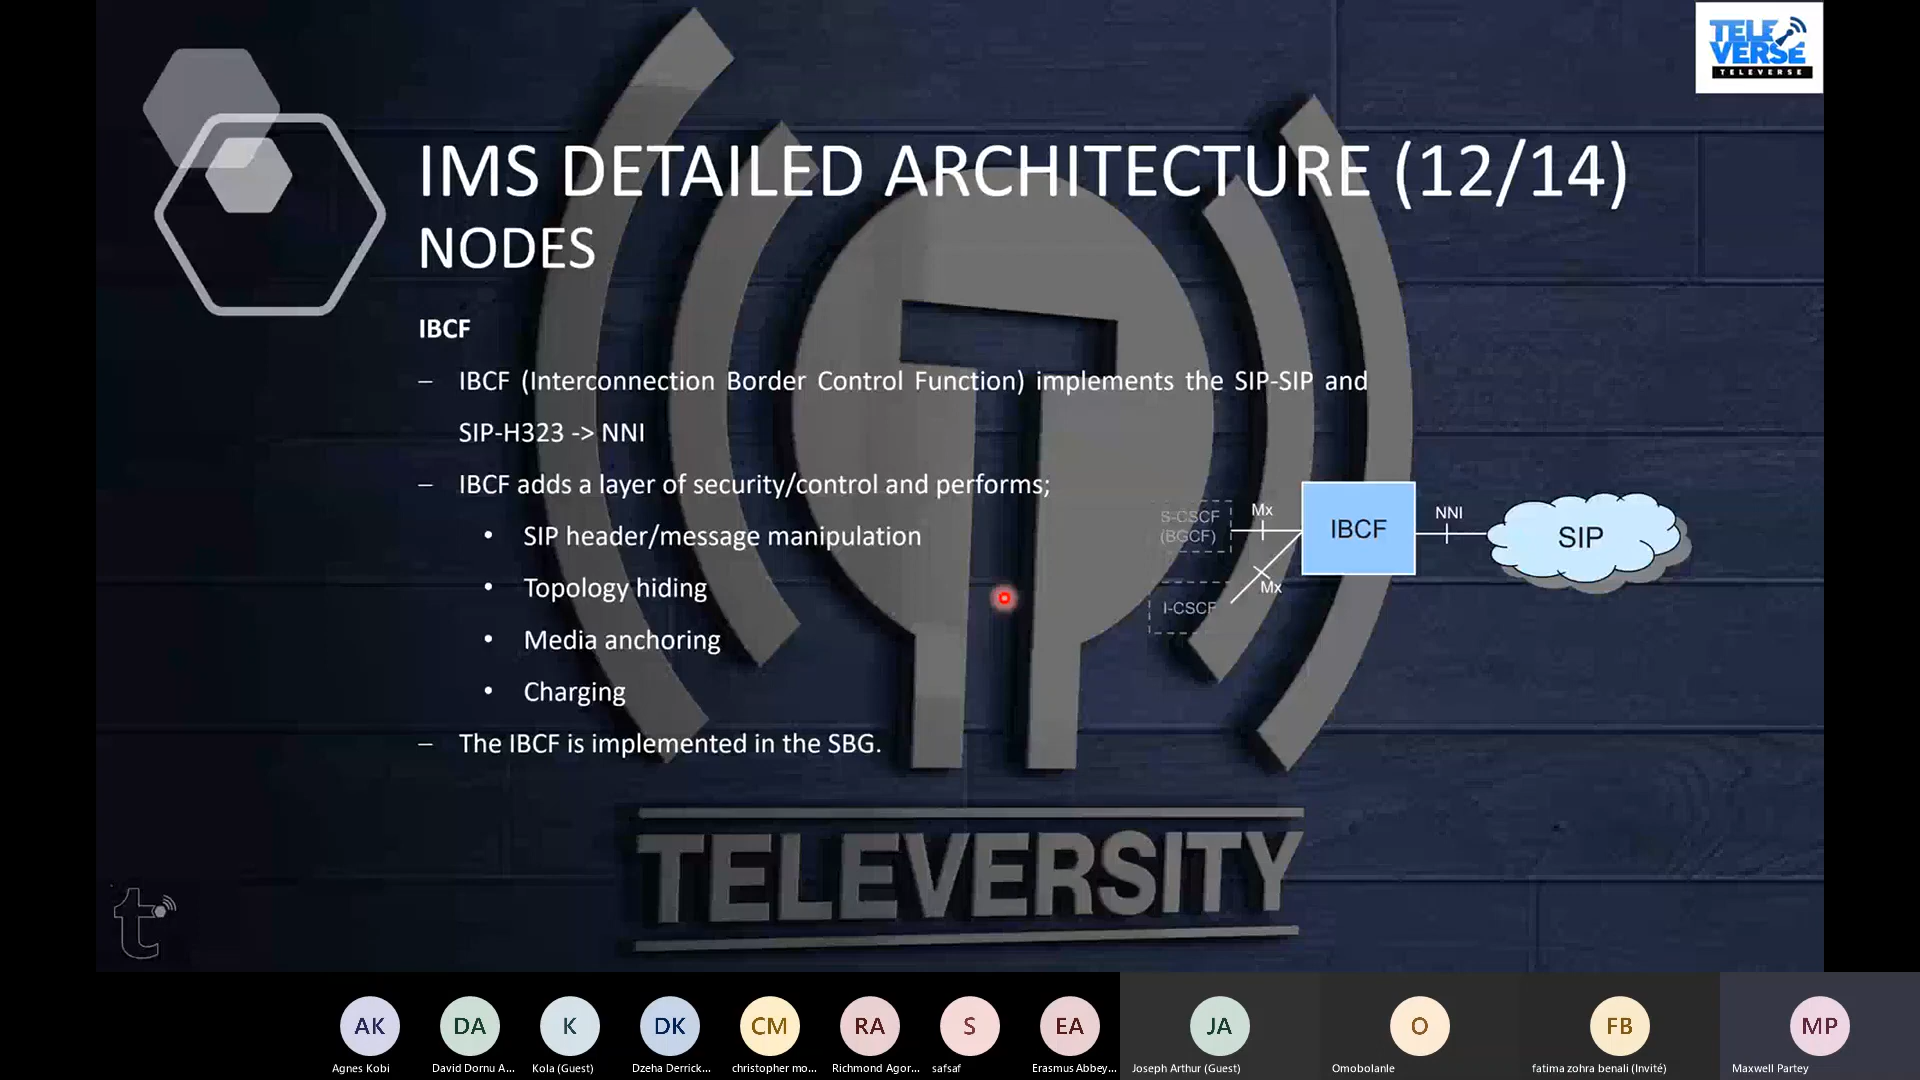 TELE
VERSE
TELEVERSE
IMS DETAILED ARCHITECTURE (12/14)
NODES
IBCF
– IBCF (Interconnection Border Control Function) implements the SIP-SIP and
SIP-H323 -> NNI
– IBCF adds a layer of security/control and performs;
• SIP header/message manipulation
• Topology hiding
• Media anchoring
• Charging
– The IBCF is implemented in the SBG.
S-CSCF
(BGCF)
Mx
IBCF
NNI
SIP
Mx
I-CSCF
TELEVERSITY
t
AK
DA
K
DK
CM
RA
S
EA
JA
O
FB
MP
Agnes Kobi
David Dornu A...
Kola (Guest)
Dzeha Derrick...
christopher mo...
Richmond Agor...
safsaf
Erasmus Abbey...
Joseph Arthur (Guest)
Omobolanle
fatima zohra benali (Invité)
Maxwell Partey